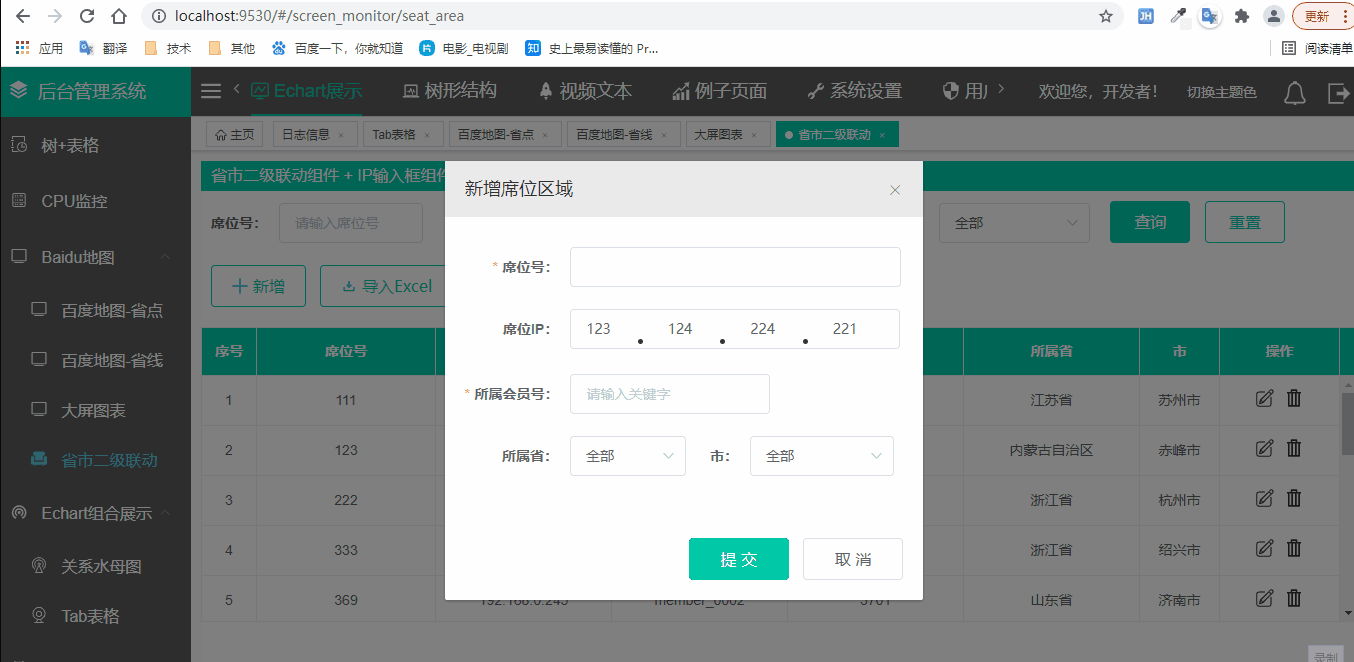 localhost:9530/#/screen_monitor/seat_area
更新
应用 翻译 技术 其他 百度一下，你就知道 电影_电视剧 史上最易读懂的 Pr... 阅读清单
后台管理系统 Echart展示 树形结构 视频文本 例子页面 系统设置 欢迎您，开发者！ 切换主题色
主页 日志信息 × Tab表格 × 百度地图-省点 × 百度地图-省线 × 大屏图表 × 省市二级联动 ×
树+表格
CPU监控
Baidu地图
百度地图-省点
百度地图-省线
大屏图表
省市二级联动
Echart组合展示
关系水母图
Tab表格
省市二级联动组件 + IP输入框组件
席位号： 请输入席位号 全部 查询 重置
新增 导入Excel
序号 席位号 所属省 市 操作
1 111 江苏省 苏州市
2 123 内蒙古自治区 赤峰市
3 222 浙江省 杭州市
4 333 浙江省 绍兴市
5 369 192.168.0.245 member_0002 3701 山东省 济南市
新增席位区域
* 席位号：
席位IP： 123 . 124 . 224 . 221
* 所属会员号： 请输入关键字
所属省： 全部 市： 全部
提 交 取 消
录制